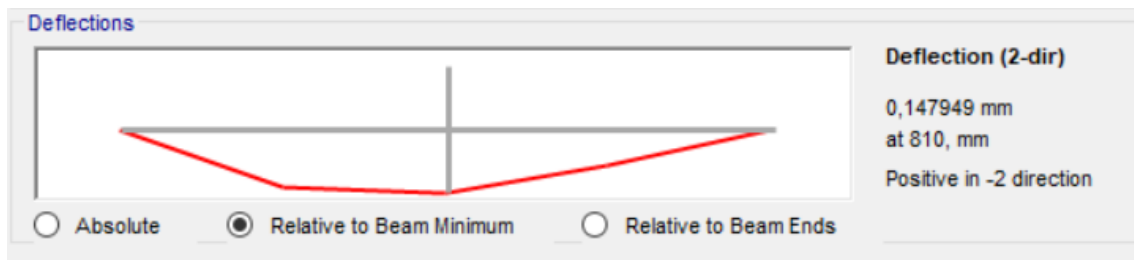 Deflections
Deflection (2-dir)
0,147949 mm
at 810, mm
Positive in -2 direction
Absolute
Relative to Beam Minimum
Relative to Beam Ends